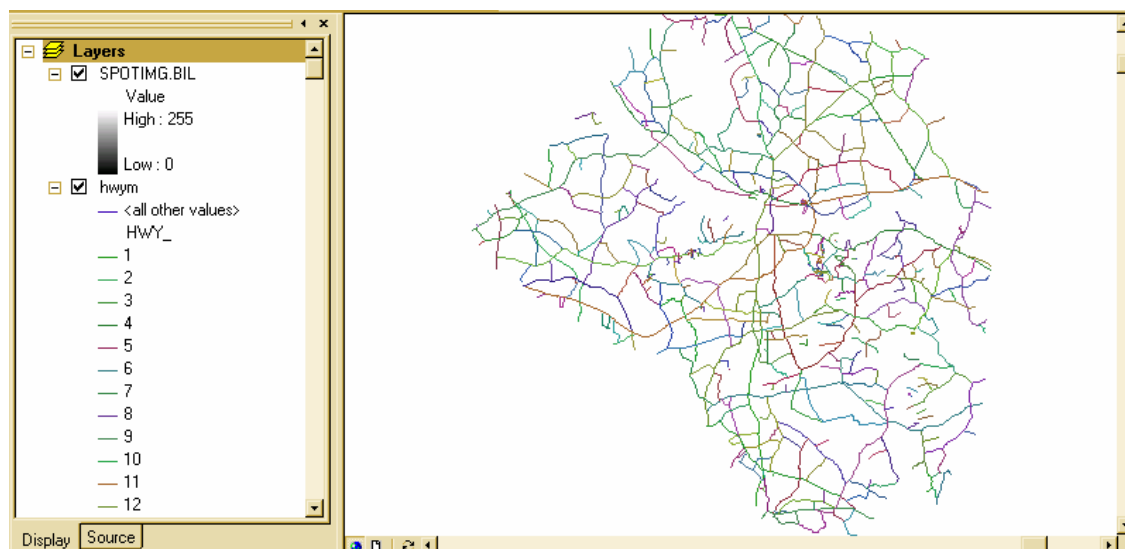 Layers
SPOTIMG.BIL
Value
High : 255
Low : 0
hwym
<all other values>
HWY_
1
2
3
4
5
6
7
8
9
10
11
12
Display Source